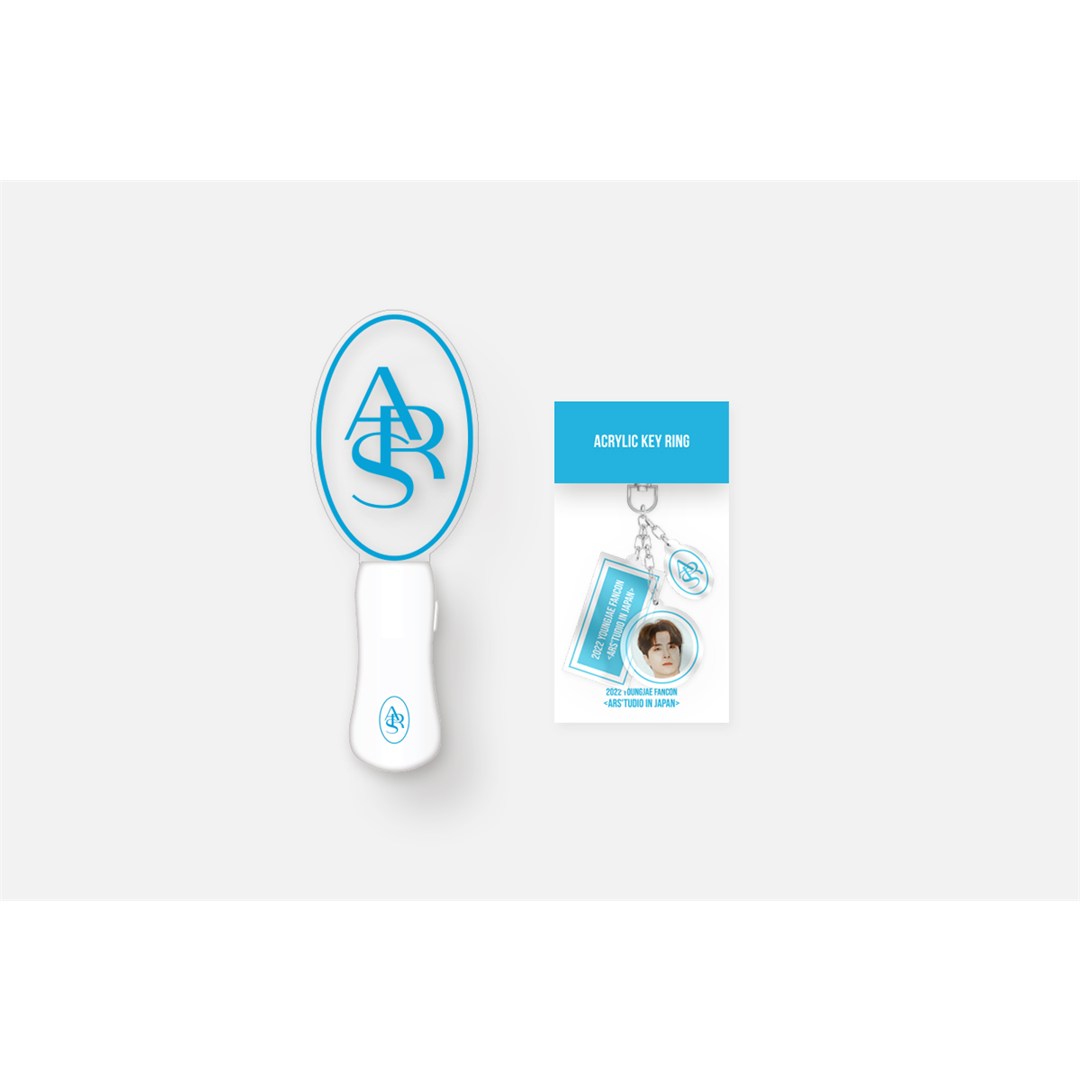 ARS
ARS
ACRYLIC KEY RING
ARS
2022 YOUNGJAE FANCON
<ARS'TUDIO IN JAPAN>
2022 YOUNGJAE FANCON
<ARS'TUDIO IN JAPAN>